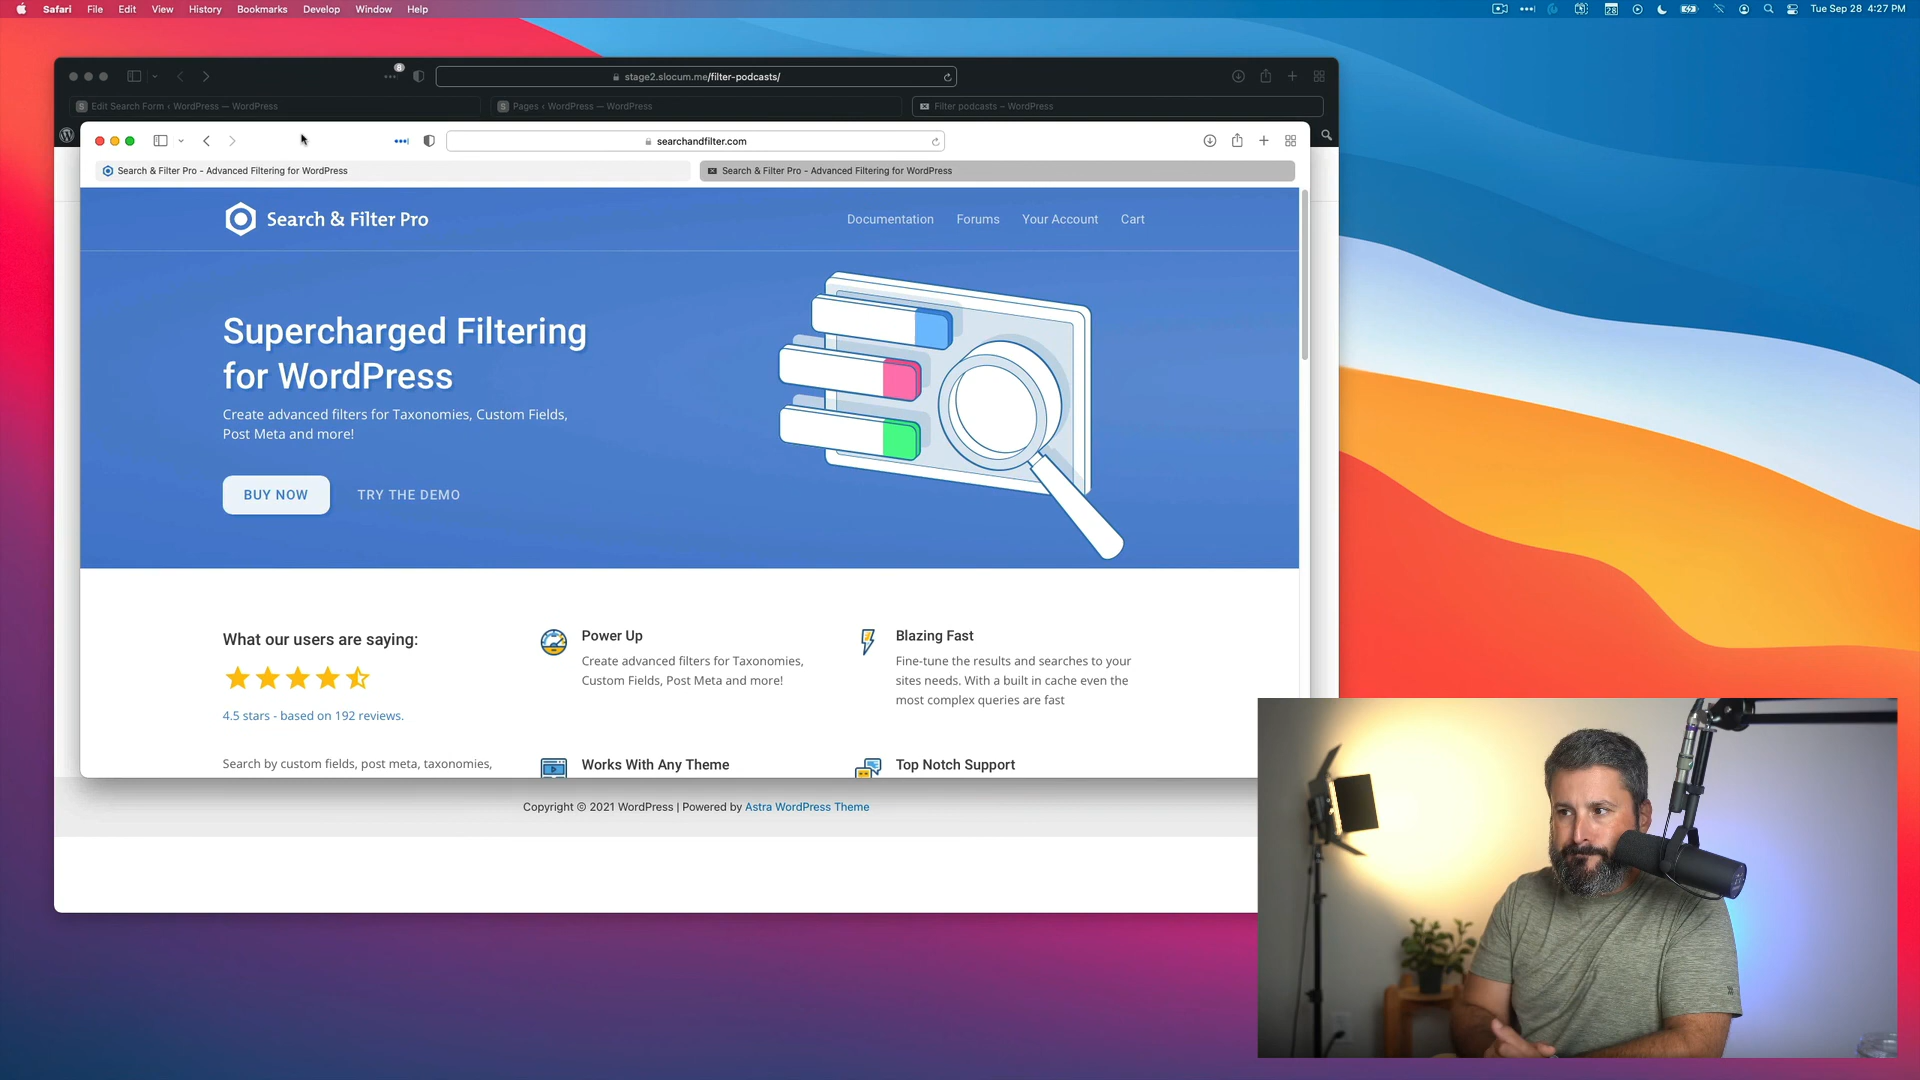 Safari File Edit View History Bookmarks Develop Window Help
28
Tue Sep 28 4:27 PM
8
stage2.slocum.me/filter-podcasts/
S Edit Search Form ‹ WordPress — WordPress
S Pages ‹ WordPress — WordPress
Filter podcasts – WordPress
searchandfilter.com
Search & Filter Pro - Advanced Filtering for WordPress
Search & Filter Pro - Advanced Filtering for WordPress
Search & Filter Pro
Documentation Forums Your Account Cart
Supercharged Filtering
for WordPress
Create advanced filters for Taxonomies, Custom Fields,
Post Meta and more!
BUY NOW TRY THE DEMO
What our users are saying:
4.5 stars - based on 192 reviews.
Search by custom fields, post meta, taxonomies,
Power Up
Create advanced filters for Taxonomies,
Custom Fields, Post Meta and more!
Blazing Fast
Fine-tune the results and searches to your
sites needs. With a built in cache even the
most complex queries are fast
Works With Any Theme
Top Notch Support
Copyright © 2021 WordPress | Powered by Astra WordPress Theme